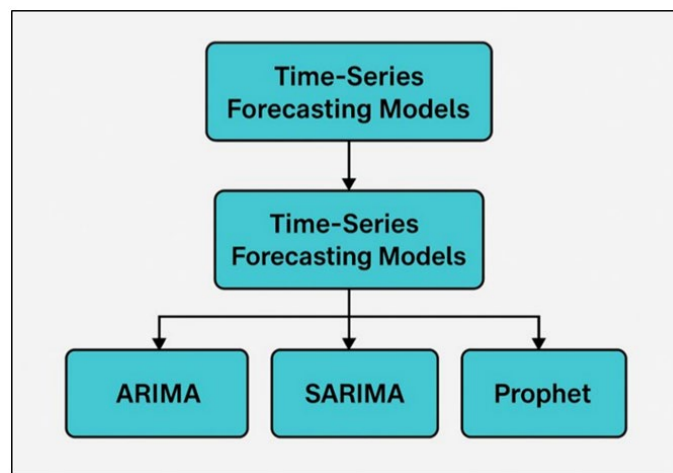 Time-Series
Forecasting Models
Time-Series
Forecasting Models
ARIMA
SARIMA
Prophet